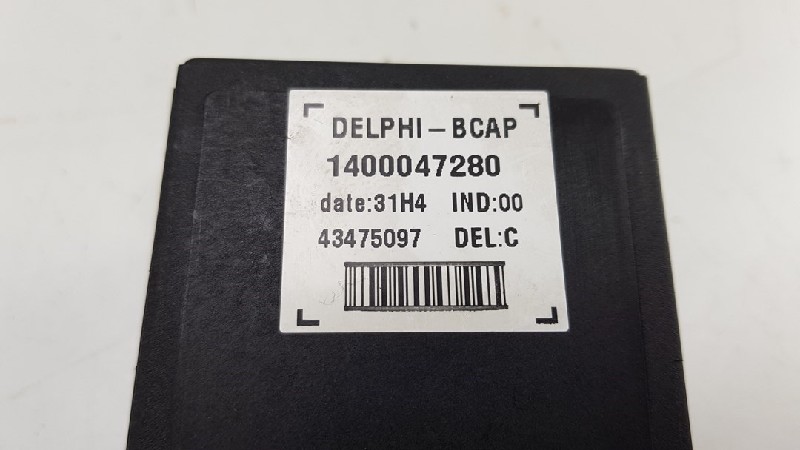 DELPHI-BCAP
1400047280
date:31H4 IND:00
43475097 DEL:C